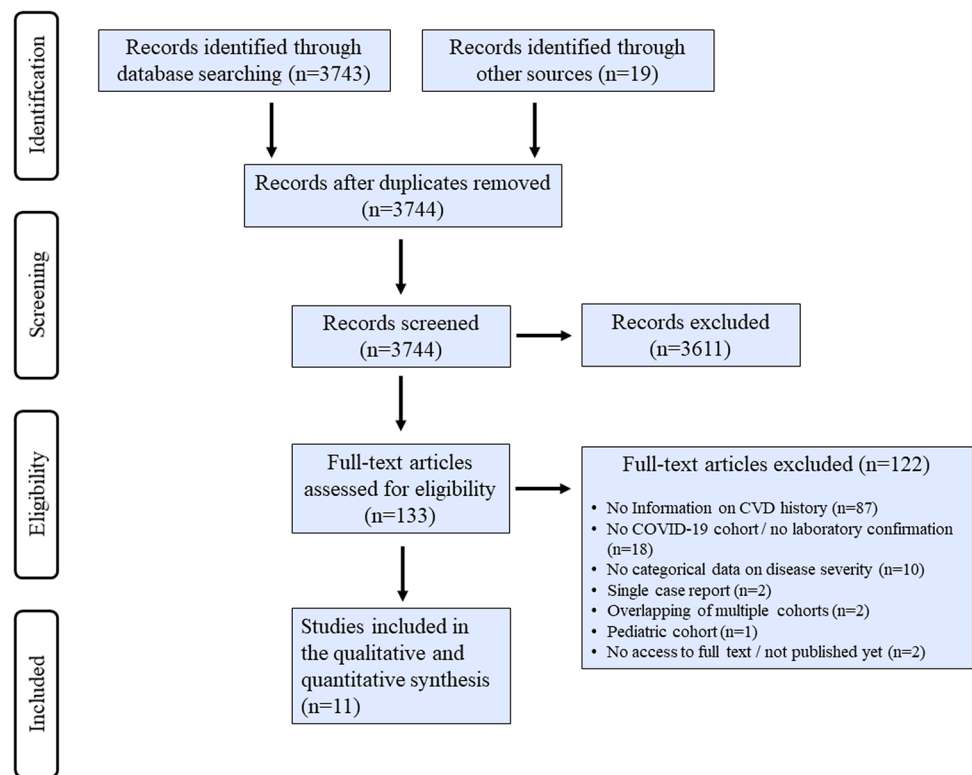 Identification
Records identified through
database searching (n=3743)
Records identified through
other sources (n=19)
Records after duplicates removed
(n=3744)
Screening
Records screened
(n=3744)
Records excluded
(n=3611)
Eligibility
Full-text articles
assessed for eligibility
(n=133)
Full-text articles excluded (n=122)
• No Information on CVD history (n=87)
• No COVID-19 cohort / no laboratory confirmation
(n=18)
• No categorical data on disease severity (n=10)
• Single case report (n=2)
• Overlapping of multiple cohorts (n=2)
• Pediatric cohort (n=1)
• No access to full text / not published yet (n=2)
Included
Studies included in
the qualitative and
quantitative synthesis
(n=11)